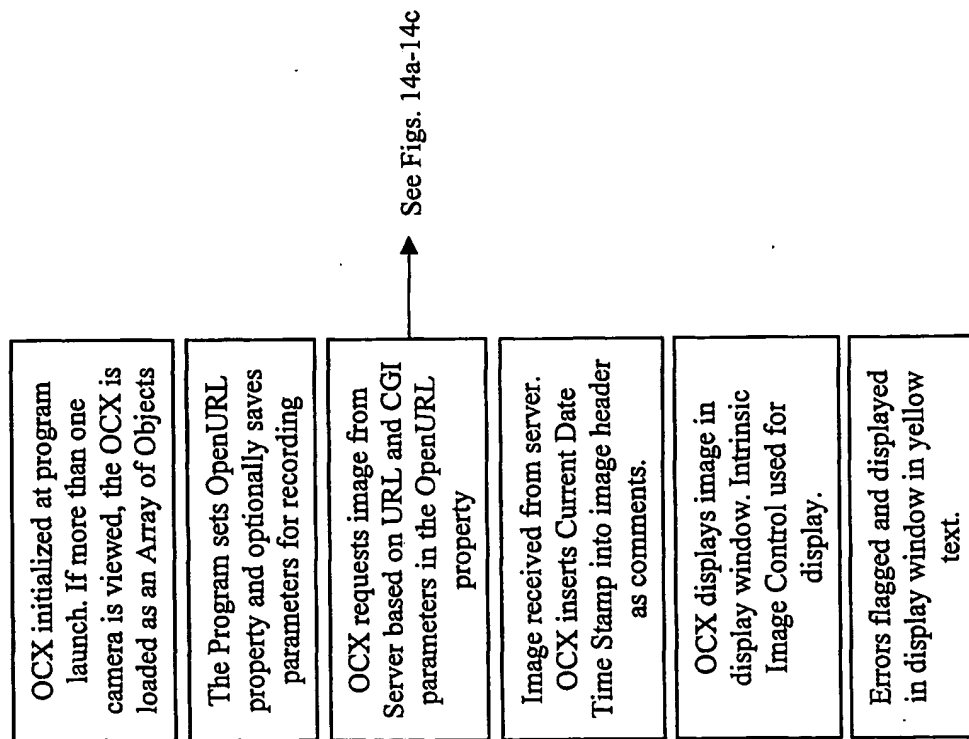 OCX initialized at program
launch. If more than one
camera is viewed, the OCX is
loaded as an Array of Objects
The Program sets OpenURL
property and optionally saves
parameters for recording
OCX requests image from
Server based on URL and CGI
parameters in the OpenURL
property
See Figs. 14a-14c
Image received from server.
OCX inserts Current Date
Time Stamp into image header
as comments.
OCX displays image in
display window. Intrinsic
Image Control used for
display.
Errors flagged and displayed
in display window in yellow
text.